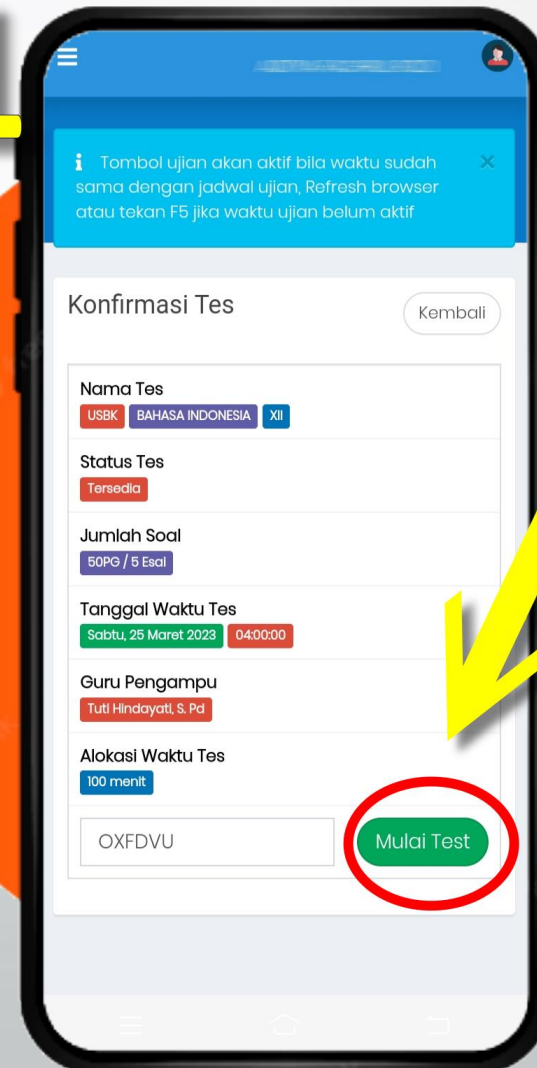 Tombol ujian akan aktif bila waktu sudah
sama dengan jadwal ujian, Refresh browser
atau tekan F5 jika waktu ujian belum aktif
Konfirmasi Tes
Kembali
Nama Tes
USBK BAHASA INDONESIA XII
Status Tes
Tersedia
Jumlah Soal
50PG / 5 Esai
Tanggal Waktu Tes
Sabtu, 25 Maret 2023 04:00:00
Guru Pengampu
Tuti Hindayati, S. Pd
Alokasi Waktu Tes
100 menit
OXFDVU
Mulai Test